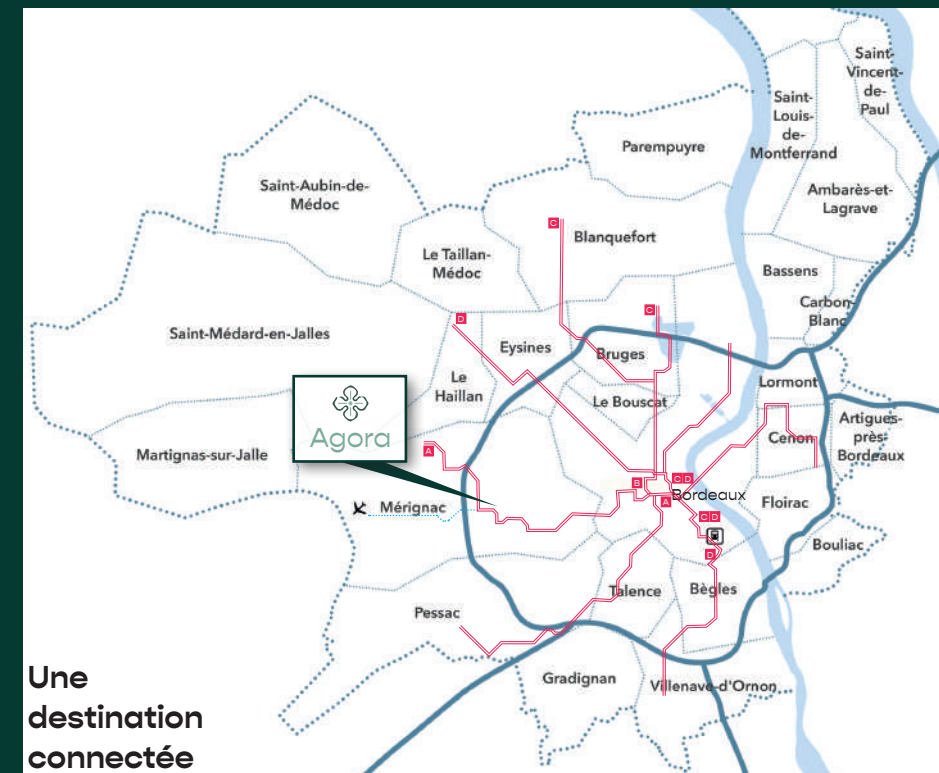 Saint-
Vincent-
de-
Paul
Saint-
Louis-
de-
Montferrand
Parempuyre
Saint-Aubin-de-
Médoc
Ambarès-et-
Lagrave
C
Blanquefort
Le Taillan-
Médoc
Bassens
Carbon-
Blanc
C
D
Saint-Médard-en-Jalles
Eysines
Bruges
Le
Haillan
Lormont
Le Bouscat
Agora
Artigues-
près-
Bordeaux
Cenon
A
Martignas-sur-Jalle
B
C D
Bordeaux
A
Mérignac
Floirac
C D
Bouliac
D
Talence
Bègles
Pessac
Gradignan
Villenave-d'Ornon
Une
destination
connectée